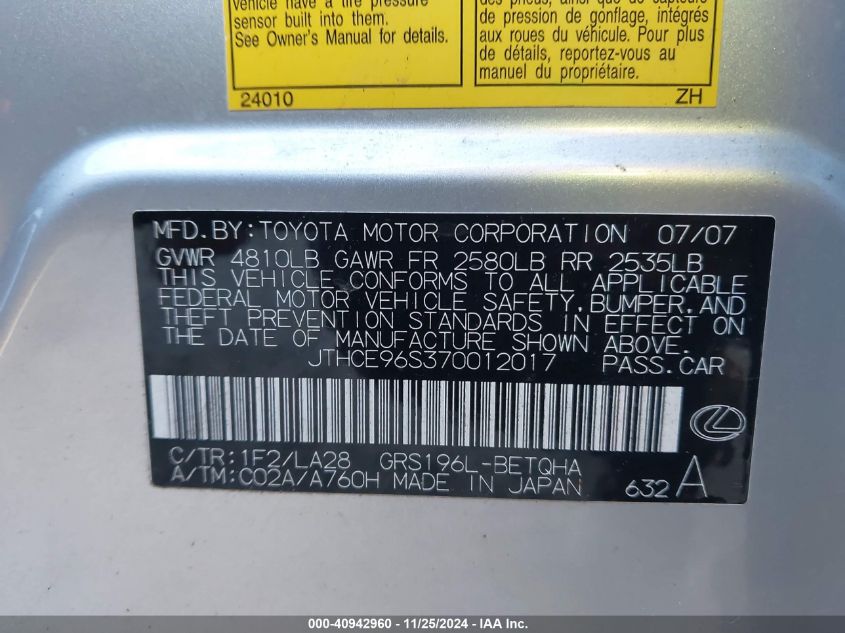 vehicle have a tire pressure
sensor built into them.
See Owner's Manual for details.
24010
des pneus, ainsi que de capteurs
de pression de gonflage, intégrés
aux roues du véhicule. Pour plus
de détails, reportez-vous au
manuel du propriétaire.
ZH
MFD.BY:TOYOTA MOTOR CORPORATION 07/07
GVWR 4810LB GAWR FR 2580LB RR 2535LB
THIS VEHICLE CONFORMS TO ALL APPLICABLE
FEDERAL MOTOR VEHICLE SAFETY,BUMPER,AND
THEFT PREVENTION STANDARDS IN EFFECT ON
THE DATE OF MANUFACTURE SHOWN ABOVE.
JTHCE96S370012017 PASS.CAR
C/TR:1F2/LA28 GRS196L-BETQHA
A/TM:C02A/A760H MADE IN JAPAN 632 A
000-40942960 - 11/25/2024 - IAA Inc.